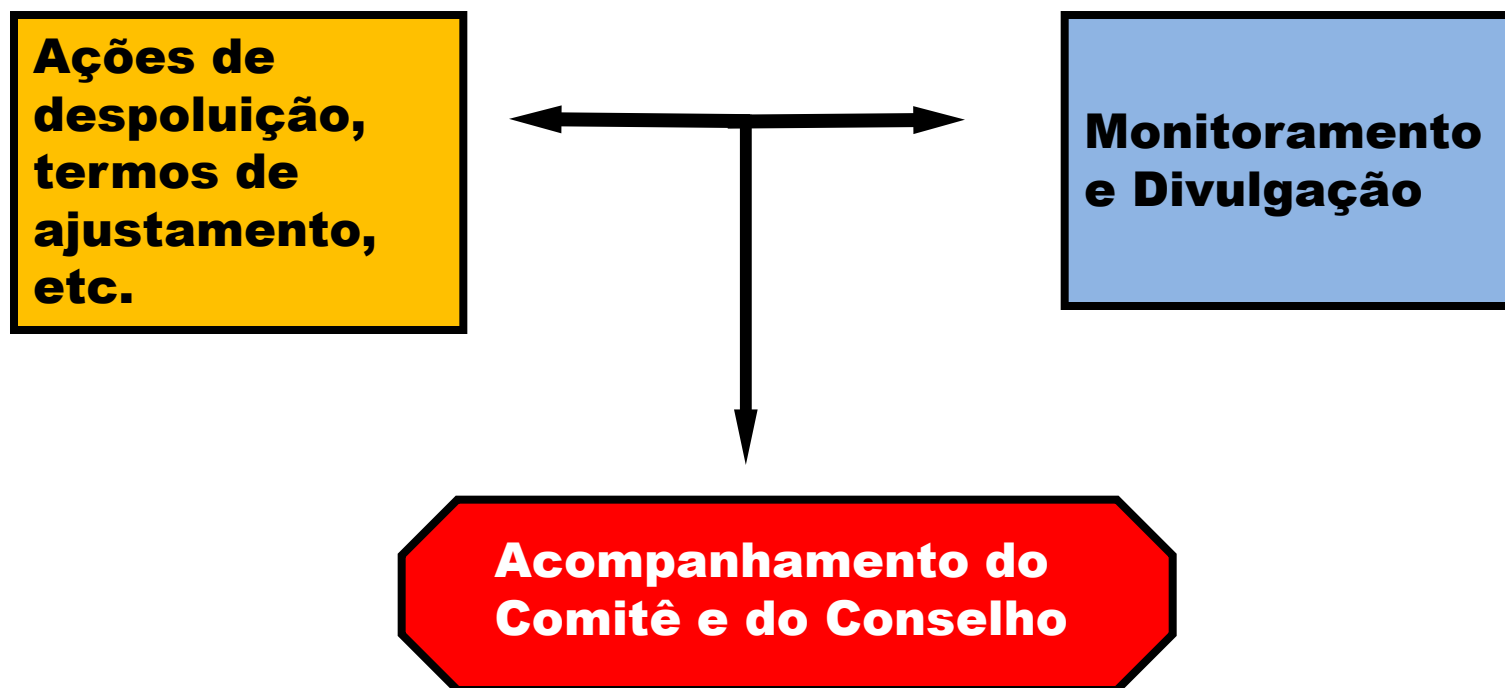 Ações de
despoluição,
termos de
ajustamento,
etc.
Monitoramento
e Divulgação
Acompanhamento do
Comitê e do Conselho